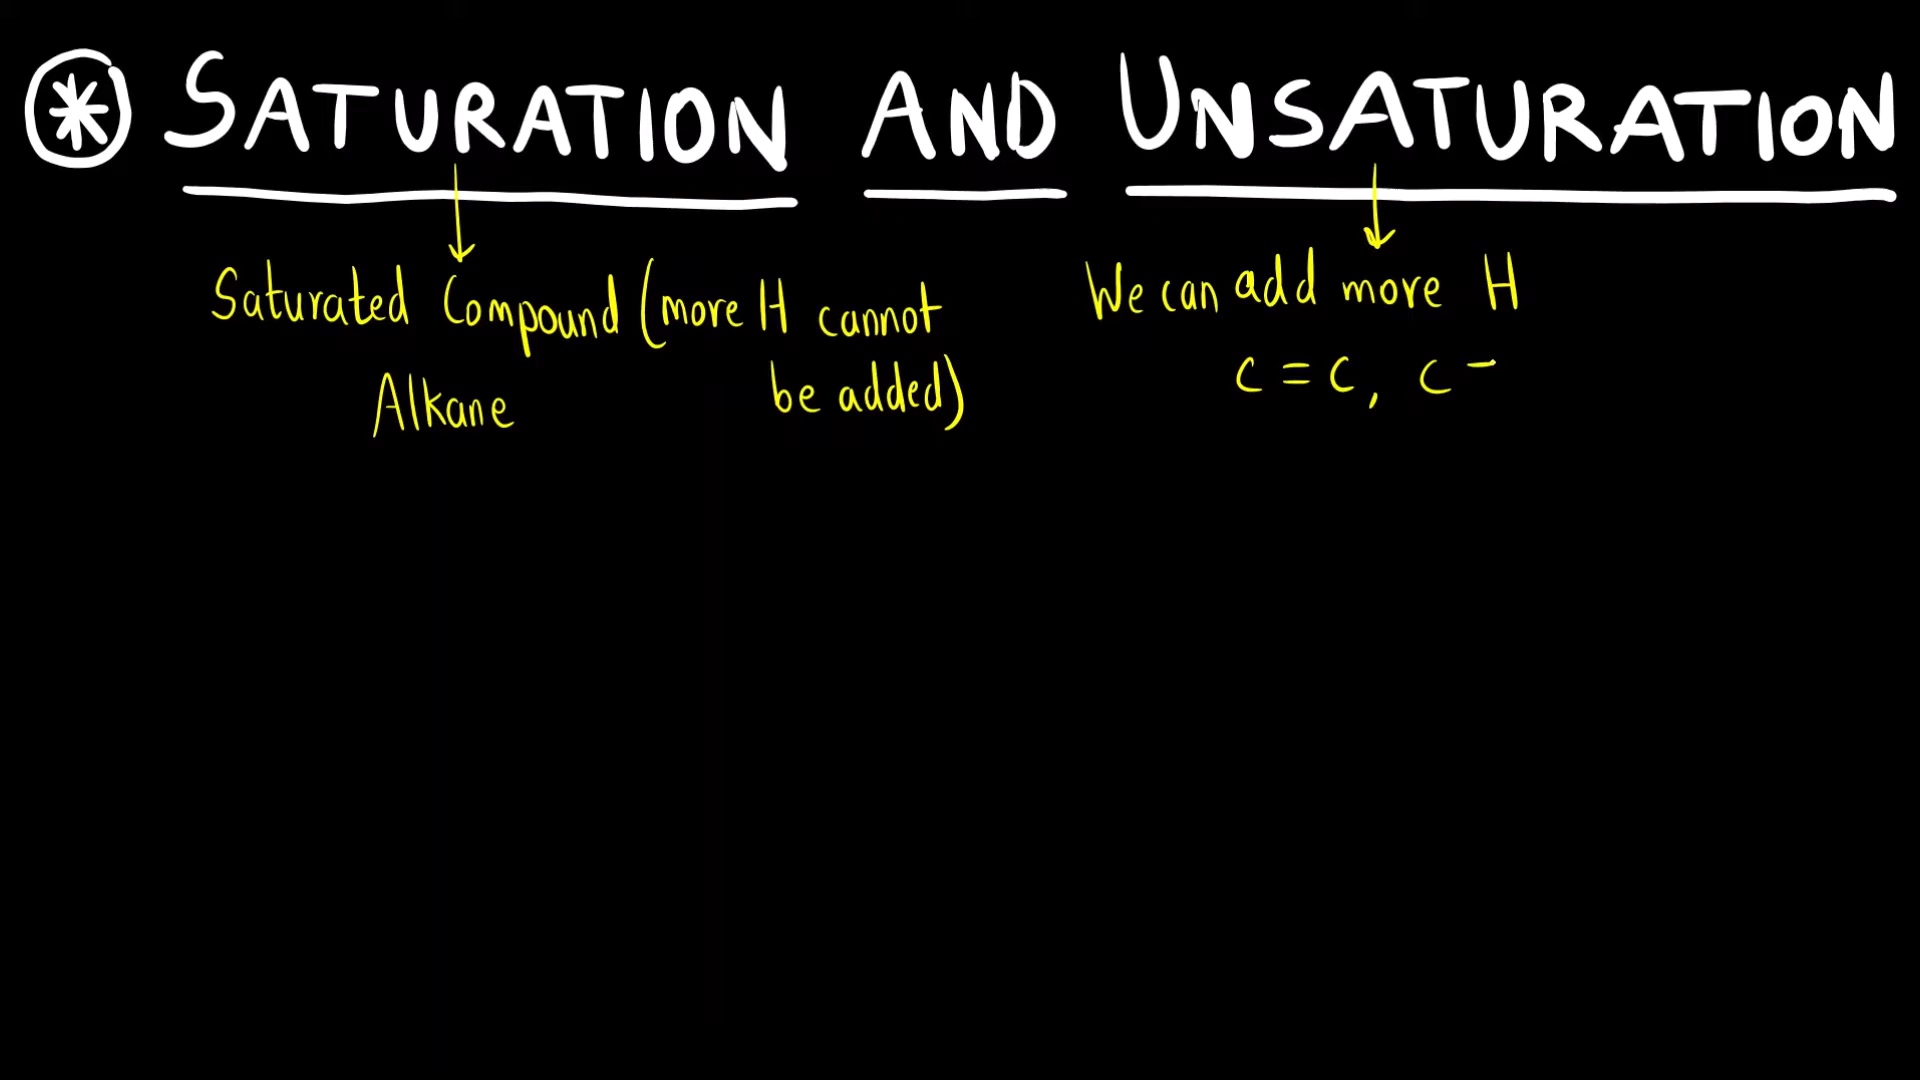 * SATURATION AND UNSATURATION
Saturated Compound (more H cannot be added)
Alkane
We can add more H
C = C, C -